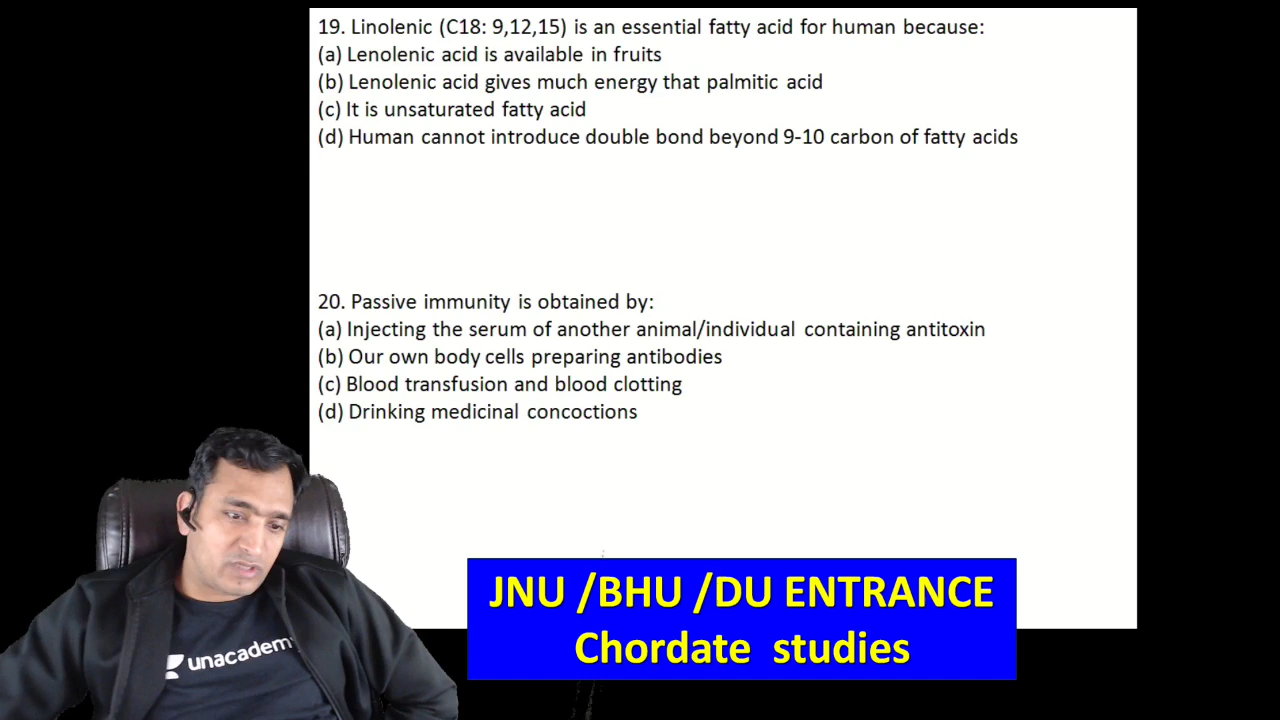 19. Linolenic (C18: 9,12,15) is an essential fatty acid for human because:
(a) Lenolenic acid is available in fruits
(b) Lenolenic acid gives much energy that palmitic acid
(c) It is unsaturated fatty acid
(d) Human cannot introduce double bond beyond 9-10 carbon of fatty acids
20. Passive immunity is obtained by:
(a) Injecting the serum of another animal/individual containing antitoxin
(b) Our own body cells preparing antibodies
(c) Blood transfusion and blood clotting
(d) Drinking medicinal concoctions
JNU /BHU /DU ENTRANCE
Chordate studies
unacademy